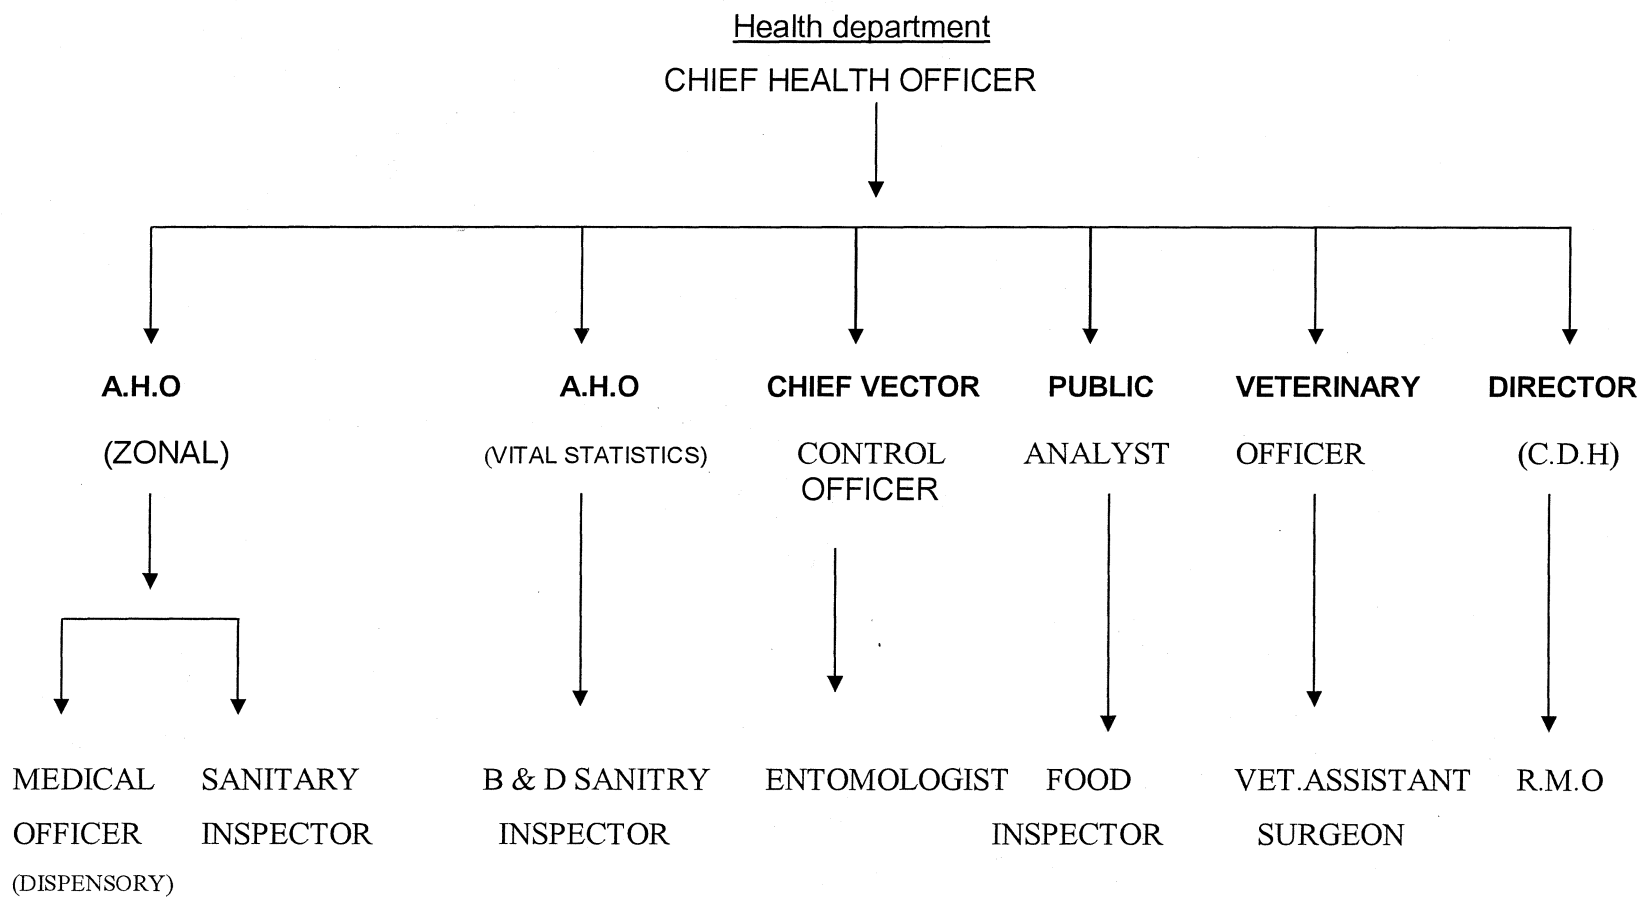 Health department
CHIEF HEALTH OFFICER
A.H.O
(ZONAL)
A.H.O
(VITAL STATISTICS)
CHIEF VECTOR
CONTROL
OFFICER
PUBLIC
ANALYST
VETERINARY
OFFICER
DIRECTOR
(C.D.H)
MEDICAL
OFFICER
(DISPENSORY)
SANITARY
INSPECTOR
B & D SANITRY
INSPECTOR
ENTOMOLOGIST
FOOD
INSPECTOR
VET.ASSISTANT
SURGEON
R.M.O